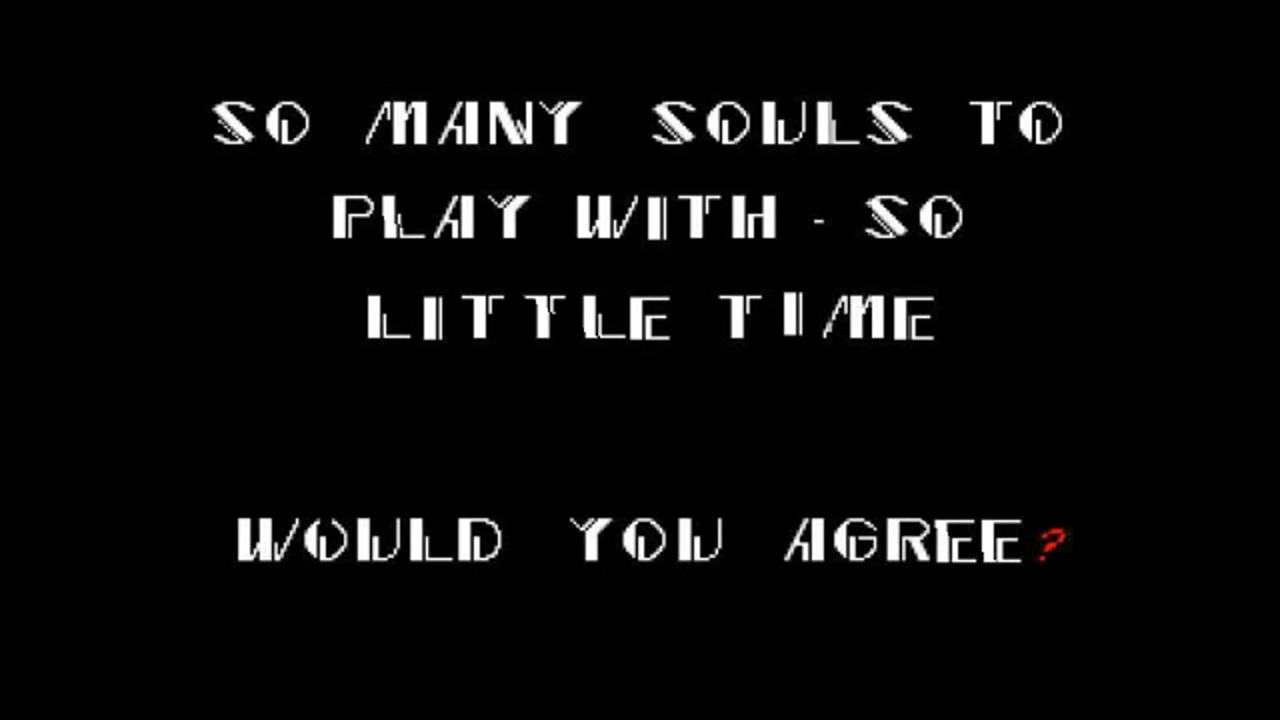 SO MANY SOULS TO
PLAY WITH - SO
LITTLE TIME
WOULD YOU AGREE?